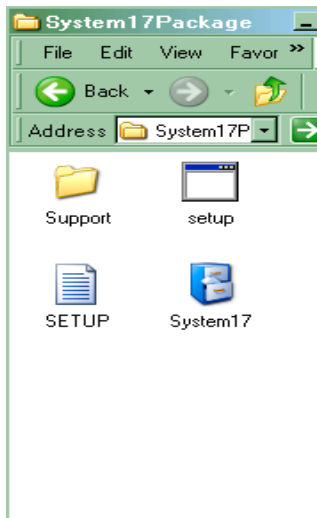 System17Package
File Edit View Favor »
Back
Address System17P
Support setup
SETUP System17